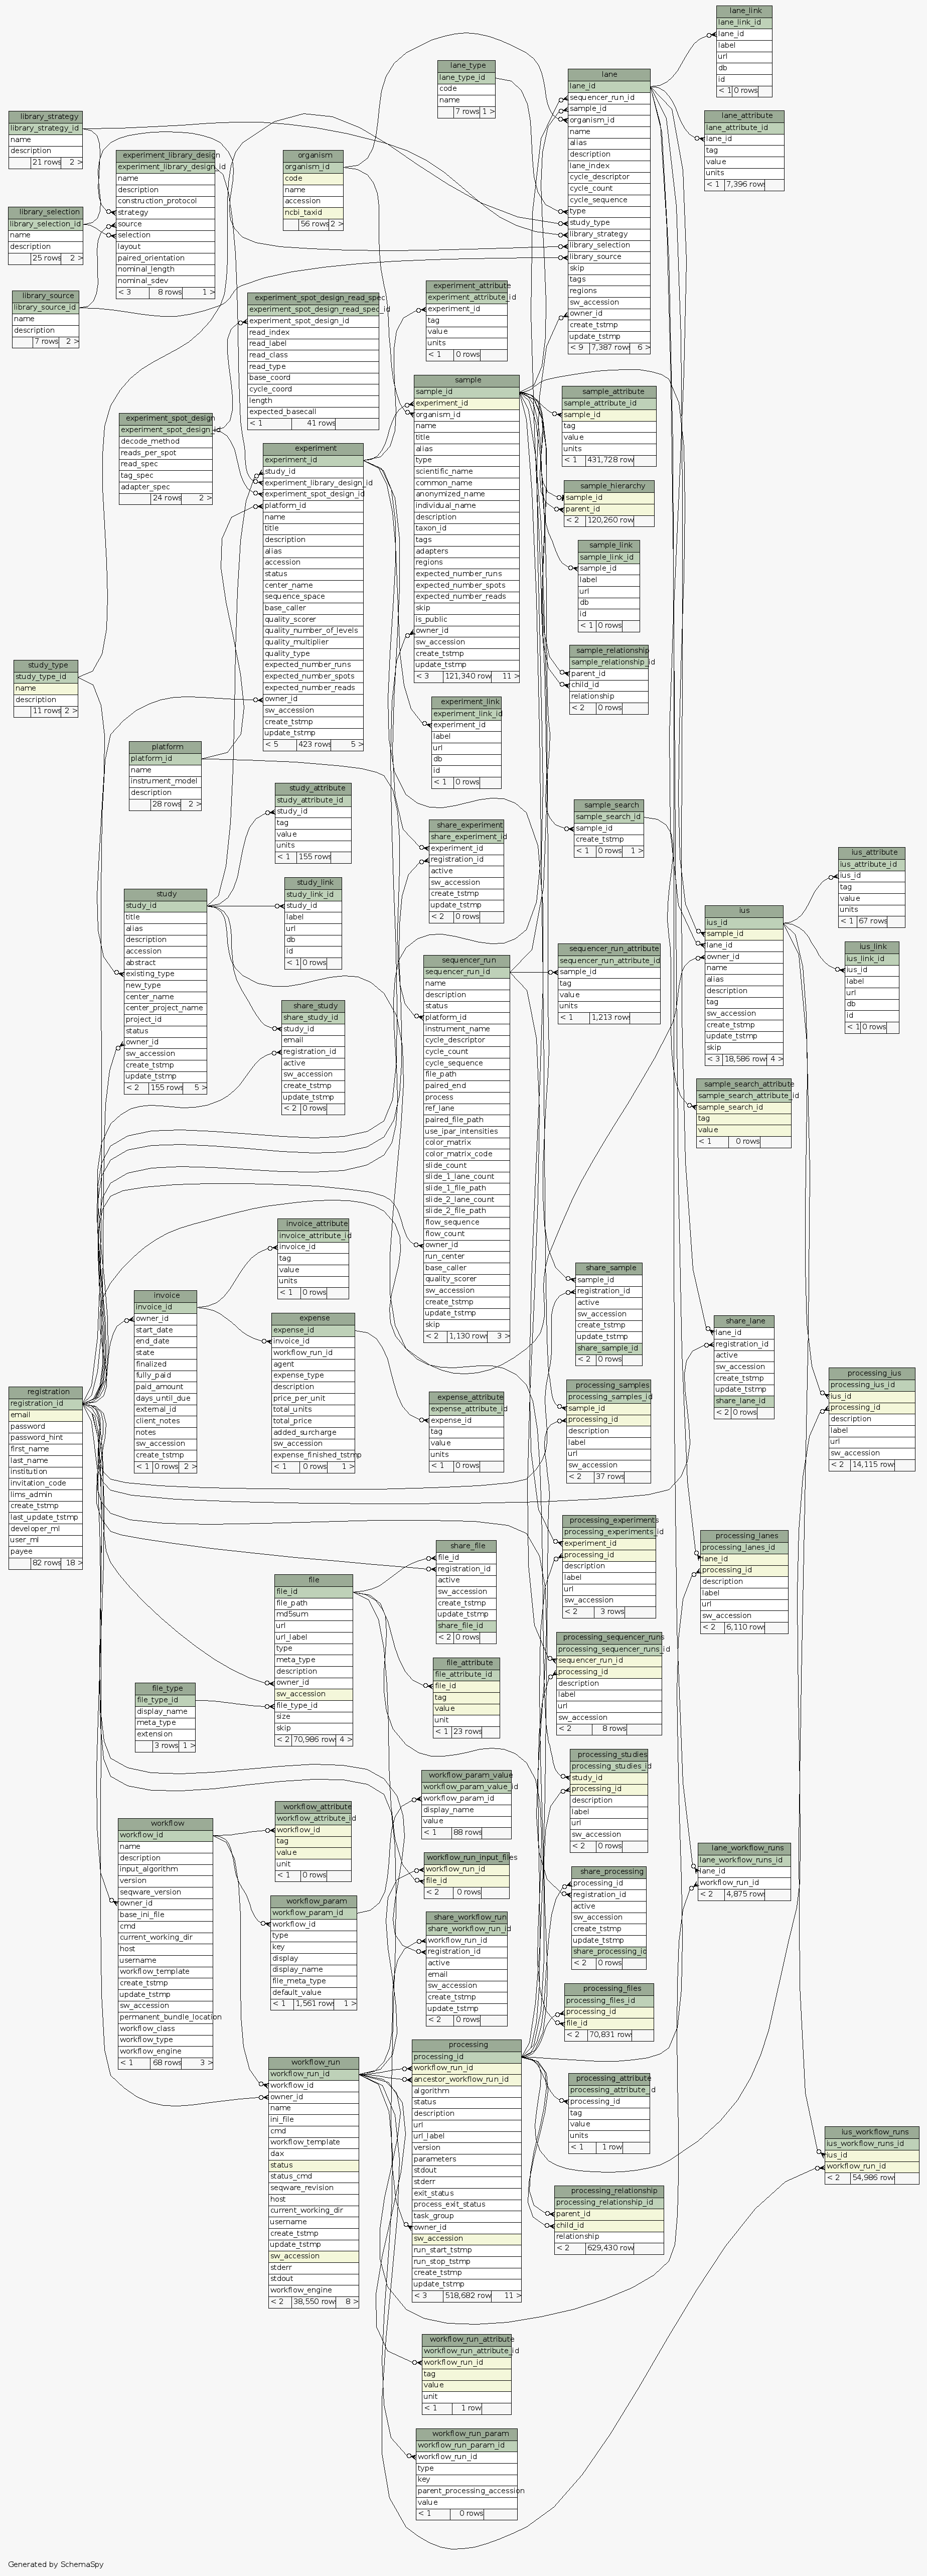 lane_link
lane_link_id
lane_id
label
url
db
id
< 1 0 rows
lane_type
lane_type_id
code
name
7 rows 1 >
lane
lane_id
sequencer_run_id
sample_id
organism_id
name
alias
description
lane_index
cycle_descriptor
cycle_count
cycle_sequence
type
study_type
library_strategy
library_selection
library_source
skip
tags
regions
sw_accession
owner_id
create_tstmp
update_tstmp
< 9 7,387 rows 6 >
lane_attribute
lane_attribute_id
lane_id
tag
value
units
< 1 7,396 row
library_strategy
library_strategy_id
name
description
21 rows 2 >
experiment_library_design
experiment_library_design_id
name
description
construction_protocol
strategy
source
selection
layout
paired_orientation
nominal_length
nominal_sdev
< 3 8 rows 1 >
organism
organism_id
code
name
accession
ncbi_taxid
56 rows 2 >
library_selection
library_selection_id
name
description
25 rows 2 >
library_source
library_source_id
name
description
7 rows 2 >
experiment_spot_design_read_spec
experiment_spot_design_read_spec_id
experiment_spot_design_id
read_index
read_label
read_class
read_type
base_coord
cycle_coord
length
expected_basecall
< 1 41 rows
experiment_attribute
experiment_attribute_id
experiment_id
tag
value
units
< 1 0 rows
sample
sample_id
experiment_id
organism_id
name
title
alias
type
scientific_name
common_name
anonymized_name
individual_name
description
taxon_id
tags
adapters
regions
expected_number_runs
expected_number_spots
expected_number_reads
skip
is_public
owner_id
sw_accession
create_tstmp
update_tstmp
< 3 121,340 row 11 >
sample_attribute
sample_attribute_id
sample_id
tag
value
units
< 1 431,728 row
experiment_spot_design
experiment_spot_design_id
decode_method
reads_per_spot
read_spec
tag_spec
adapter_spec
24 rows 2 >
experiment
experiment_id
study_id
experiment_library_design_id
experiment_spot_design_id
platform_id
name
title
description
alias
accession
status
center_name
sequence_space
base_caller
quality_scorer
quality_number_of_levels
quality_multiplier
quality_type
expected_number_runs
expected_number_spots
expected_number_reads
owner_id
sw_accession
create_tstmp
update_tstmp
< 5 423 rows 5 >
sample_hierarchy
sample_id
parent_id
< 2 120,260 row
sample_link
sample_link_id
sample_id
label
url
db
id
< 1 0 rows
sample_relationship
sample_relationship_id
parent_id
child_id
relationship
< 2 0 rows
study_type
study_type_id
name
description
11 rows 2 >
experiment_link
experiment_link_id
experiment_id
label
url
db
id
< 1 0 rows
platform
platform_id
name
instrument_model
description
28 rows 2 >
study_attribute
study_attribute_id
study_id
tag
value
units
< 1 155 rows
sample_search
sample_search_id
sample_id
create_tstmp
< 1 0 rows 1 >
share_experiment
share_experiment_id
experiment_id
registration_id
active
sw_accession
create_tstmp
update_tstmp
< 2 0 rows
ius_attribute
ius_attribute_id
ius_id
tag
value
units
< 1 67 rows
study
study_id
title
alias
description
accession
abstract
existing_type
new_type
center_name
center_project_name
project_id
status
owner_id
sw_accession
create_tstmp
update_tstmp
< 2 155 rows 5 >
study_link
study_link_id
study_id
label
url
db
id
< 1 0 rows
ius
ius_id
sample_id
lane_id
owner_id
name
alias
description
tag
sw_accession
create_tstmp
update_tstmp
skip
< 3 18,586 rows 4 >
ius_link
ius_link_id
ius_id
label
url
db
id
< 1 0 rows
sequencer_run
sequencer_run_id
name
description
status
platform_id
instrument_name
cycle_descriptor
cycle_count
cycle_sequence
file_path
paired_end
process
ref_lane
paired_file_path
use_ipar_intensities
color_matrix
color_matrix_code
slide_count
slide_1_lane_count
slide_1_file_path
slide_2_lane_count
slide_2_file_path
flow_sequence
flow_count
owner_id
run_center
base_caller
quality_scorer
sw_accession
create_tstmp
update_tstmp
skip
< 2 1,130 rows 3 >
sequencer_run_attribute
sequencer_run_attribute_id
sample_id
tag
value
units
< 1 1,213 rows
share_study
share_study_id
study_id
email
registration_id
active
sw_accession
create_tstmp
update_tstmp
< 2 0 rows
sample_search_attribute
sample_search_attribute_id
sample_search_id
tag
value
< 1 0 rows
invoice_attribute
invoice_attribute_id
invoice_id
tag
value
units
< 1 0 rows
invoice
invoice_id
owner_id
start_date
end_date
state
finalized
fully_paid
paid_amount
days_until_due
external_id
client_notes
notes
sw_accession
create_tstmp
< 1 0 rows 2 >
expense
expense_id
invoice_id
workflow_run_id
agent
expense_type
description
price_per_unit
total_units
total_price
added_surcharge
sw_accession
expense_finished_tstmp
< 1 0 rows 1 >
share_sample
sample_id
registration_id
active
sw_accession
create_tstmp
update_tstmp
share_sample_id
< 2 0 rows
share_lane
lane_id
registration_id
active
sw_accession
create_tstmp
update_tstmp
share_lane_id
< 2 0 rows
processing_ius
processing_ius_id
ius_id
processing_id
description
label
url
sw_accession
< 2 14,115 row
registration
registration_id
email
password
password_hint
first_name
last_name
institution
invitation_code
lims_admin
create_tstmp
last_update_tstmp
developer_ml
user_ml
payee
82 rows 18 >
expense_attribute
expense_attribute_id
expense_id
tag
value
units
< 1 0 rows
processing_samples
processing_samples_id
sample_id
processing_id
description
label
url
sw_accession
< 2 37 rows
processing_experiments
processing_experiments_id
experiment_id
processing_id
description
label
url
sw_accession
< 2 3 rows
processing_lanes
processing_lanes_id
lane_id
processing_id
description
label
url
sw_accession
< 2 6,110 row
share_file
file_id
registration_id
active
sw_accession
create_tstmp
update_tstmp
share_file_id
< 2 0 rows
file
file_id
file_path
md5sum
url
url_label
type
meta_type
description
owner_id
sw_accession
file_type_id
size
skip
< 2 70,986 row 4 >
processing_sequencer_runs
processing_sequencer_runs_id
sequencer_run_id
processing_id
description
label
url
sw_accession
< 2 8 rows
file_attribute
file_attribute_id
file_id
tag
value
unit
< 1 23 rows
file_type
file_type_id
display_name
meta_type
extension
3 rows 1 >
processing_studies
processing_studies_id
study_id
processing_id
description
label
url
sw_accession
< 2 0 rows
workflow_param_value
workflow_param_value_id
workflow_param_id
display_name
value
< 1 88 rows
workflow_attribute
workflow_attribute_id
workflow_id
tag
value
unit
< 1 0 rows
workflow
workflow_id
name
description
input_algorithm
version
seqware_version
owner_id
base_ini_file
cmd
current_working_dir
host
username
workflow_template
create_tstmp
update_tstmp
sw_accession
permanent_bundle_location
workflow_class
workflow_type
workflow_engine
< 1 68 rows 3 >
lane_workflow_runs
lane_workflow_runs_id
lane_id
workflow_run_id
< 2 4,875 row
workflow_run_input_files
workflow_run_id
file_id
< 2 0 rows
share_processing
processing_id
registration_id
active
sw_accession
create_tstmp
update_tstmp
share_processing_id
< 2 0 rows
workflow_param
workflow_param_id
workflow_id
type
key
display
display_name
file_meta_type
default_value
< 1 1,561 row 1 >
share_workflow_run
share_workflow_run_id
workflow_run_id
registration_id
active
email
sw_accession
create_tstmp
update_tstmp
< 2 0 rows
processing_files
processing_files_id
processing_id
file_id
< 2 70,831 row
processing
processing_id
workflow_run_id
ancestor_workflow_run_id
algorithm
status
description
url
url_label
version
parameters
stdout
stderr
exit_status
process_exit_status
task_group
owner_id
sw_accession
run_start_tstmp
run_stop_tstmp
create_tstmp
update_tstmp
< 3 518,682 row 11 >
workflow_run
workflow_run_id
workflow_id
owner_id
name
ini_file
cmd
workflow_template
dax
status
status_cmd
seqware_revision
host
current_working_dir
username
create_tstmp
update_tstmp
sw_accession
stderr
stdout
workflow_engine
< 2 38,550 row 8 >
processing_attribute
processing_attribute_id
processing_id
tag
value
units
< 1 1 row
ius_workflow_runs
ius_workflow_runs_id
ius_id
workflow_run_id
< 2 54,986 row
processing_relationship
processing_relationship_id
parent_id
child_id
relationship
< 2 629,430 row
workflow_run_attribute
workflow_run_attribute_id
workflow_run_id
tag
value
unit
< 1 1 row
workflow_run_param
workflow_run_param_id
workflow_run_id
type
key
parent_processing_accession
value
< 1 0 rows
Generated by SchemaSpy